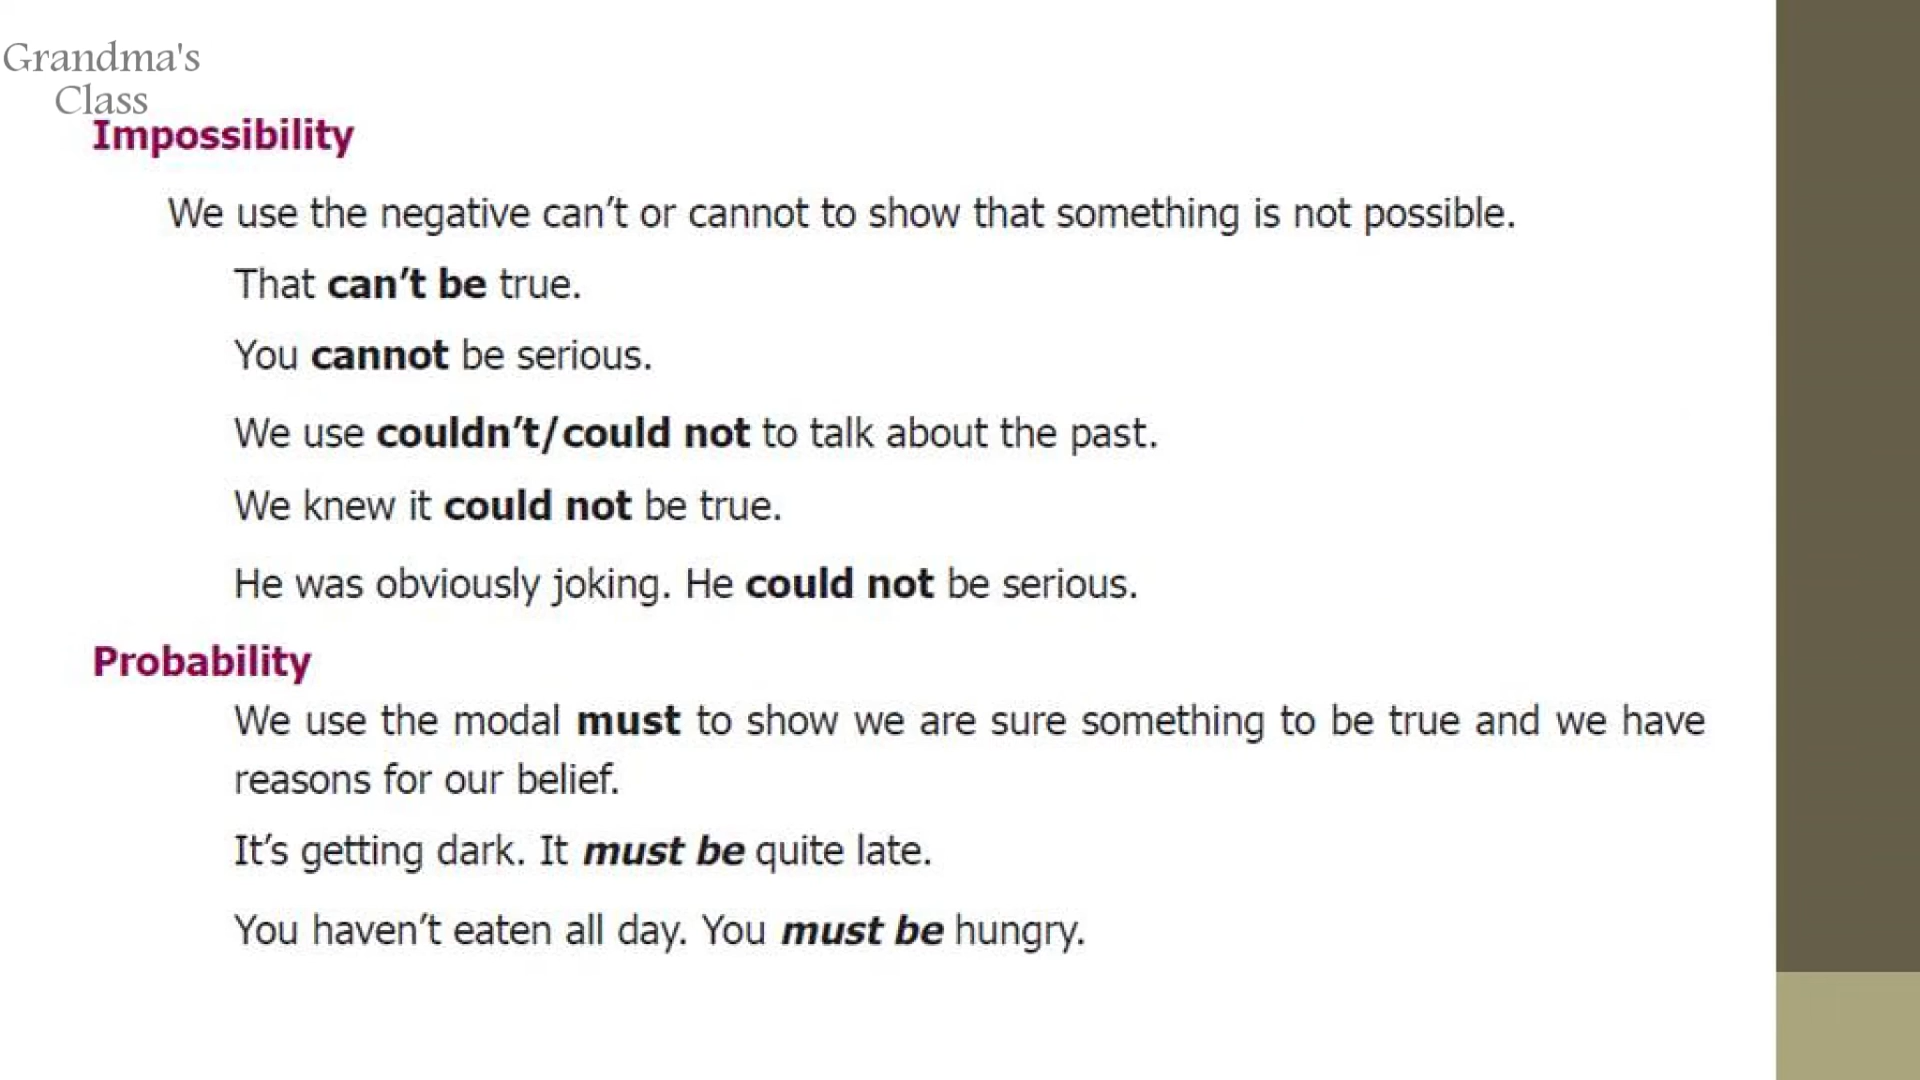 Grandma's
Class
Impossibility
We use the negative can’t or cannot to show that something is not possible.
That can’t be true.
You cannot be serious.
We use couldn’t/could not to talk about the past.
We knew it could not be true.
He was obviously joking. He could not be serious.
Probability
We use the modal must to show we are sure something to be true and we have
reasons for our belief.
It’s getting dark. It must be quite late.
You haven’t eaten all day. You must be hungry.